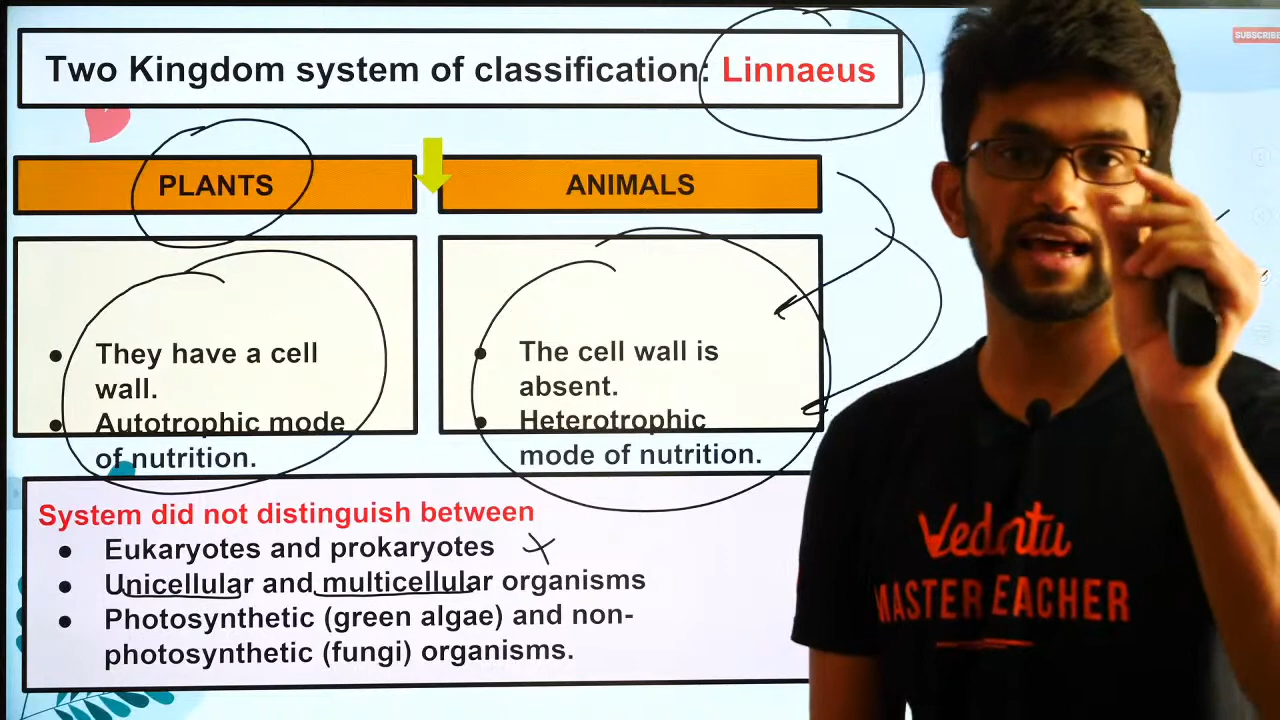 Two Kingdom system of classification: Linnaeus
SUBSCRIBE
PLANTS
ANIMALS
● They have a cell
wall.
● Autotrophic mode
of nutrition.
● The cell wall is
absent.
● Heterotrophic
mode of nutrition.
System did not distinguish between
● Eukaryotes and prokaryotes
● Unicellular and multicellular organisms
● Photosynthetic (green algae) and non-
photosynthetic (fungi) organisms.
Vedantu
MASTER EACHER